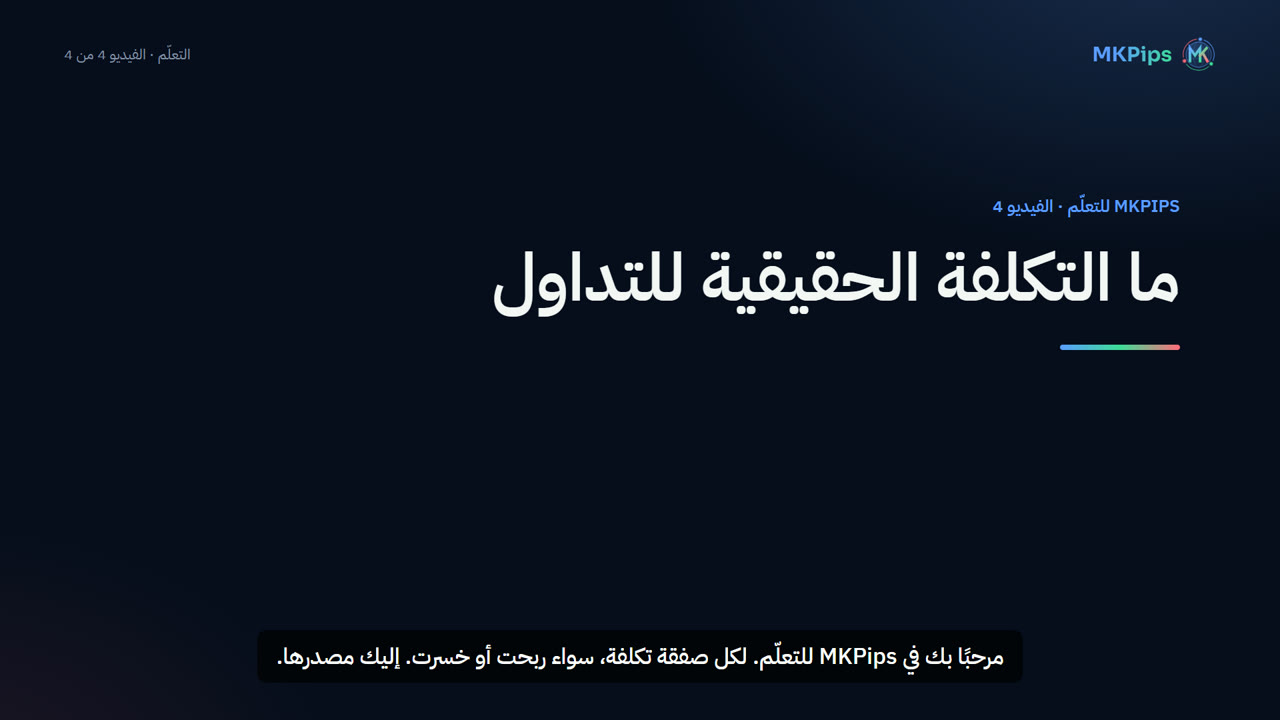 MKPips
التعلّم · الفيديو 4 من 4
MKPIPS للتعلّم · الفيديو 4
ما التكلفة الحقيقية للتداول
مرحبًا بك في MKPips للتعلّم. لكل صفقة تكلفة، سواء ربحت أو خسرت. إليك مصدرها.